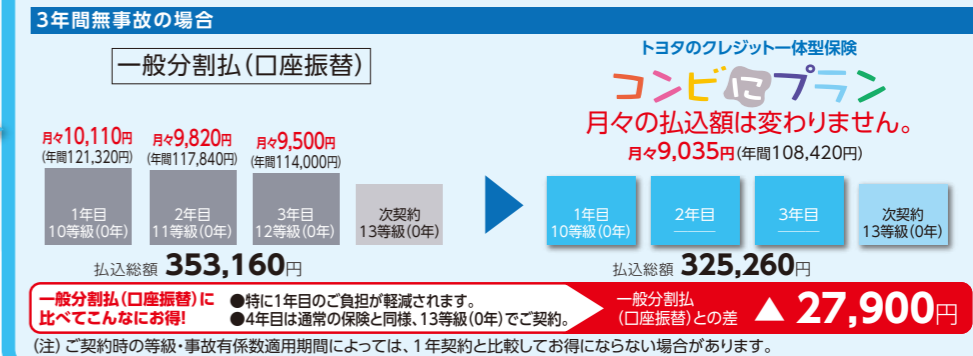 3年間無事故の場合
一般分割払(口座振替)
月々10,110円
(年間121,320円)
月々9,820円
(年間117,840円)
月々9,500円
(年間114,000円)
1年目
10等級(0年)
2年目
11等級(0年)
3年目
12等級(0年)
次契約
13等級(0年)
払込総額 353,160円
トヨタのクレジット一体型保険
コンビにプラン
月々の払込額は変わりません。
月々9,035円(年間108,420円)
1年目
10等級(0年)
2年目
3年目
次契約
13等級(0年)
払込総額 325,260円
一般分割払(口座振替)に
比べてこんなにお得!
●特に1年目のご負担が軽減されます。
●4年目は通常の保険と同様、13等級(0年)でご契約。
一般分割払
(口座振替)との差
▲ 27,900円
(注) ご契約時の等級・事故有係数適用期間によっては、1年契約と比較してお得にならない場合があります。